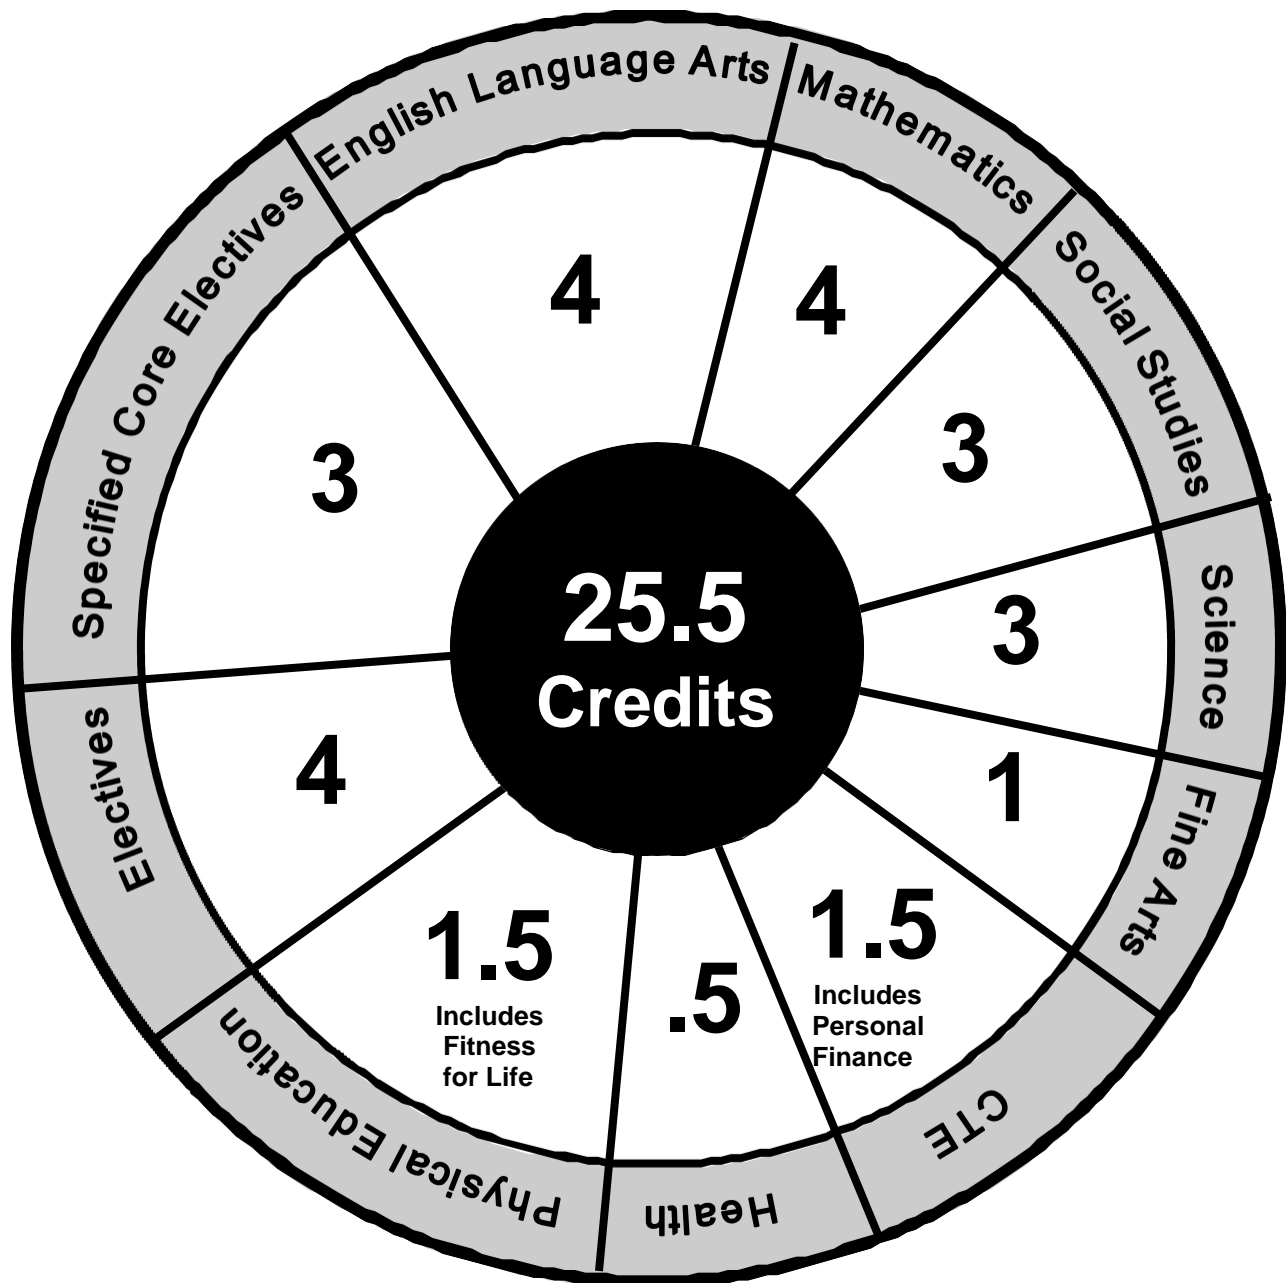 English Language Arts
4
Mathematics
4
Social Studies
3
Science
3
Fine Arts
1
CTE
1.5
Includes
Personal
Finance
Health
.5
Physical Education
1.5
Includes
Fitness
for Life
Electives
4
Specified Core Electives
3
25.5
Credits